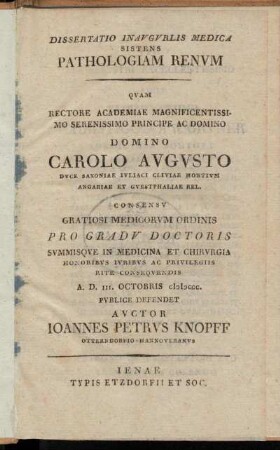 DISSERTATIO INAVGVRLIS MEDICA
SISTENS
PATHOLOGIAM RENVM
QVAM
RECTORE ACADEMIAE MAGNIFICENTISSI-
MO SERENISSIMO PRINCIPE AC DOMINO
DOMINO
CAROLO AVGVSTO
DVCE SAXONIAE IVLIACI CLIVIAE MONTIVM
ANGARIAE ET GVESTPHALIAE REL.
CONSENSV
GRATIOSI MEDICORVM ORDINIS
PRO GRADV DOCTORIS
SVMMISQVE IN MEDICINA ET CHIRVRGIA
HONORIBVS IVRIBVS AC PRIVILEGIIS
RITE CONSEQVENDIS
A. D. III. OCTOBRIS cIɔIɔcccc.
PVBLICE DEFENDET
AVCTOR
IOANNES PETRVS KNOPFF
OTTERNDORFIO-HANNOVERANVS
IENAE
TYPIS ETZDORFII ET SOC.